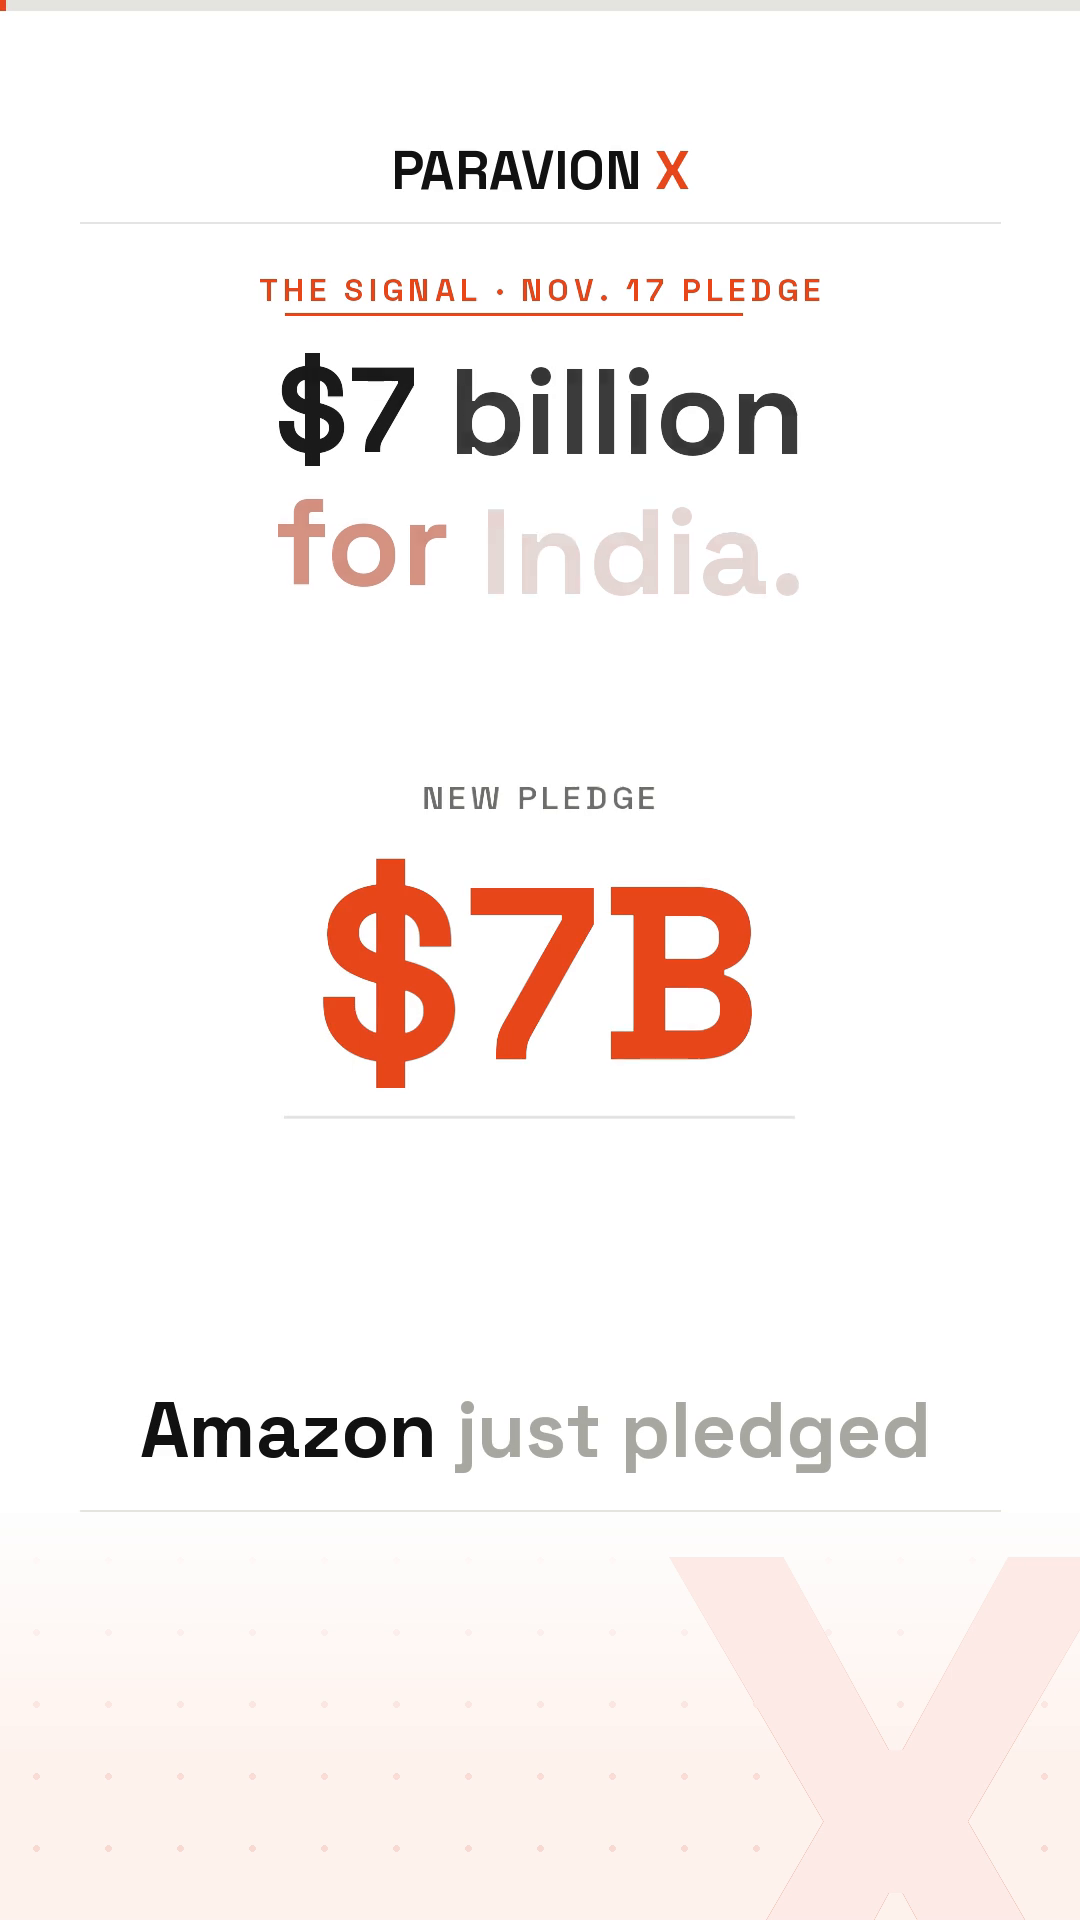 PARAVION X
THE SIGNAL · NOV. 17 PLEDGE
$7 billion
for India.
NEW PLEDGE
$7B
Amazon just pledged
X